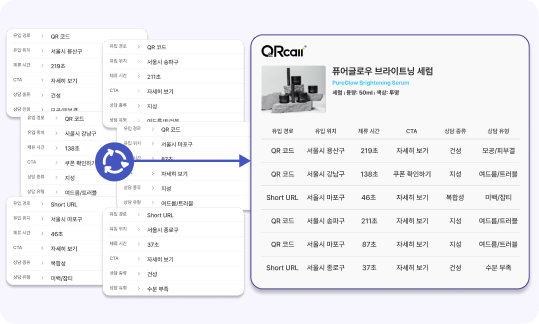 유입 경로 > QR 코드
유입 위치 > 서울시 용산구
체류 시간 > 219초
CTA > 자세히 보기
상담 종류 > 건성
상담 유형 > 모공/피부결
유입 경로 > QR 코드
유입 위치 > 서울시 강남구
체류 시간 > 138초
CTA > 쿠폰 확인하기
상담 종류 > 지성
상담 유형 > 여드름/트러블
유입 경로 > Short URL
유입 위치 > 서울시 마포구
체류 시간 > 46초
CTA > 자세히 보기
상담 종류 > 복합성
상담 유형 > 미백/잡티
유입 경로 > QR 코드
유입 위치 > 서울시 송파구
체류 시간 > 211초
CTA > 자세히 보기
상담 종류 > 지성
상담 유형 > 여드름/트러블
유입 경로 > QR 코드
유입 위치 > 서울시 마포구
87초
자세히 보기
상담 종류 > 지성
상담 유형 > 여드름/트러블
유입 경로 > Short URL
유입 위치 > 서울시 종로구
체류 시간 > 37초
CTA > 자세히 보기
상담 종류 > 건성
상담 유형 > 수분 부족
QRcall
퓨어글로우 브라이트닝 세럼
PureGlow Brightening Serum
세럼 | 용량: 50ml | 색상: 투명
유입 경로 유입 위치 체류 시간 CTA 상담 종류 상담 유형
QR 코드 서울시 용산구 219초 자세히 보기 건성 모공/피부결
QR 코드 서울시 강남구 138초 쿠폰 확인하기 지성 여드름/트러블
Short URL 서울시 마포구 46초 자세히 보기 복합성 미백/잡티
QR 코드 서울시 송파구 211초 자세히 보기 지성 여드름/트러블
QR 코드 서울시 마포구 87초 자세히 보기 지성 여드름/트러블
Short URL 서울시 종로구 37초 자세히 보기 건성 수분 부족